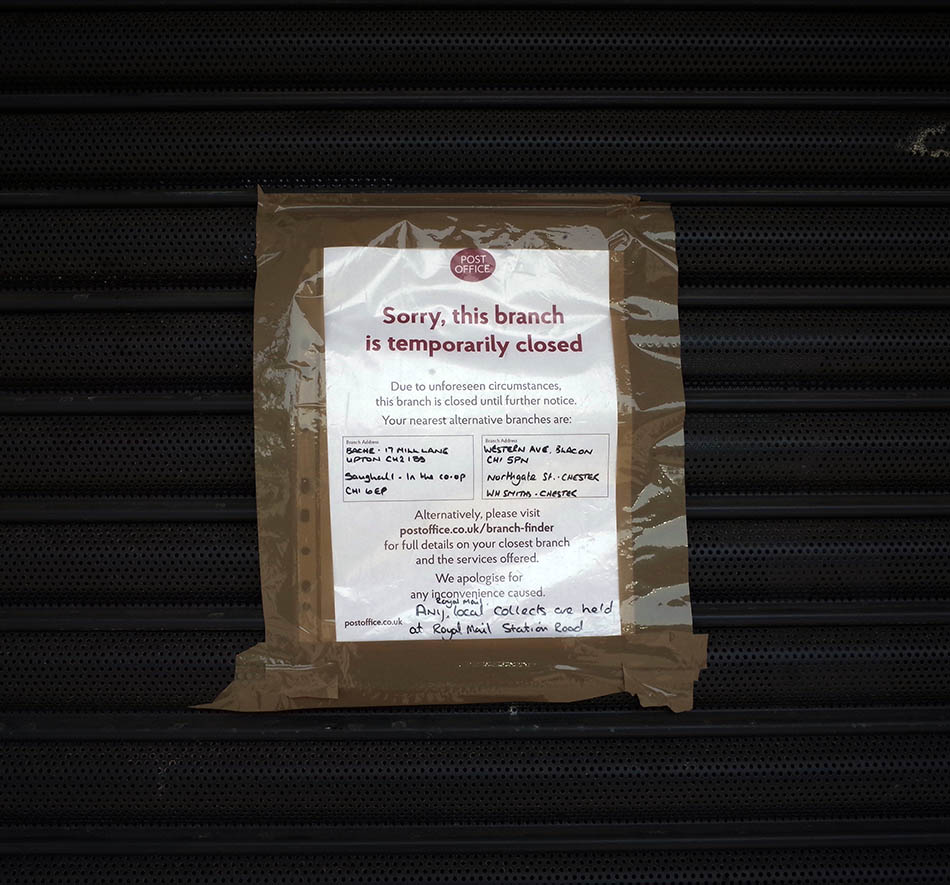 POST
OFFICE
Sorry, this branch
is temporarily closed
Due to unforeseen circumstances,
this branch is closed until further notice.
Your nearest alternative branches are:
Branch Address
BACHE - 17 MILL LANE
UPTON CH2 1BS
Saughall - In the co-op
CH1 6EP
Branch Address
WESTERN AVE. BLACON
CH1 5PN
Northgate St. - CHESTER
WH SMITH - CHESTER
Alternatively, please visit
postoffice.co.uk/branch-finder
for full details on your closest branch
and the services offered.
We apologise for
any inconvenience caused.
Royal Mail
Any, local collects are held
at Royal Mail Station Road
postoffice.co.uk